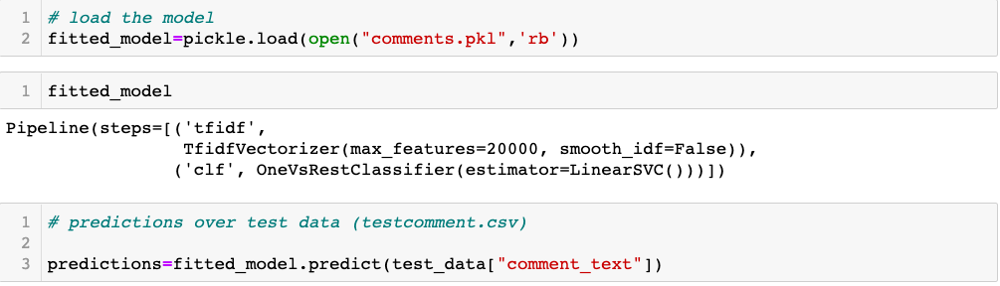 1 # load the model
2 fitted_model=pickle.load(open("comments.pkl",'rb'))
1 fitted_model
Pipeline(steps=[('tfidf',
                 TfidfVectorizer(max_features=20000, smooth_idf=False)),
                ('clf', OneVsRestClassifier(estimator=LinearSVC()))])
1 # predictions over test data (testcomment.csv)
2
3 predictions=fitted_model.predict(test_data["comment_text"])